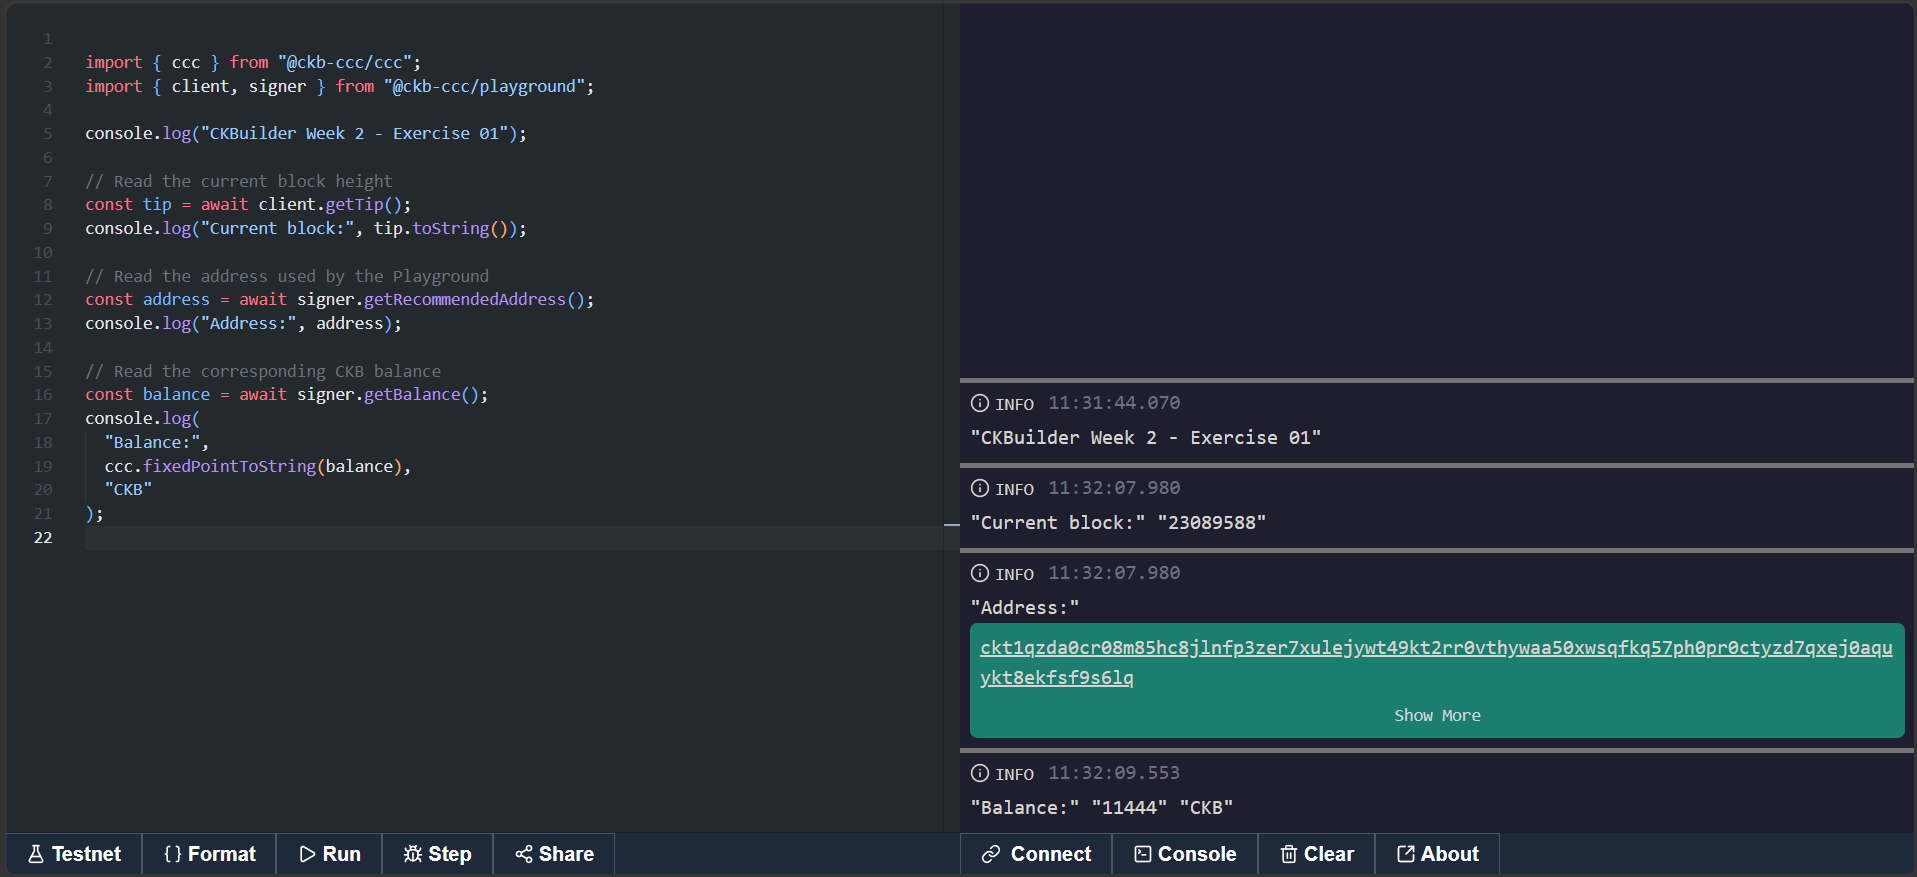 1
2 import { ccc } from "@ckb-ccc/ccc";
3 import { client, signer } from "@ckb-ccc/playground";
4
5 console.log("CKBuilder Week 2 - Exercise 01");
6
7 // Read the current block height
8 const tip = await client.getTip();
9 console.log("Current block:", tip.toString());
10
11 // Read the address used by the Playground
12 const address = await signer.getRecommendedAddress();
13 console.log("Address:", address);
14
15 // Read the corresponding CKB balance
16 const balance = await signer.getBalance();
17 console.log(
18   "Balance:",
19   ccc.fixedPointToString(balance),
20   "CKB"
21 );
22
Testnet
{} Format
Run
Step
Share
INFO 11:31:44.070
"CKBuilder Week 2 - Exercise 01"
INFO 11:32:07.980
"Current block:" "23089588"
INFO 11:32:07.980
"Address:"
ckt1qzda0cr08m85hc8jlnfp3zer7xulejywt49kt2rr0vthywaa50xwsqfkq57ph0pr0ctyzd7qxej0aqu
ykt8ekfsf9s6lq
Show More
INFO 11:32:09.553
"Balance:" "11444" "CKB"
Connect
Console
Clear
About